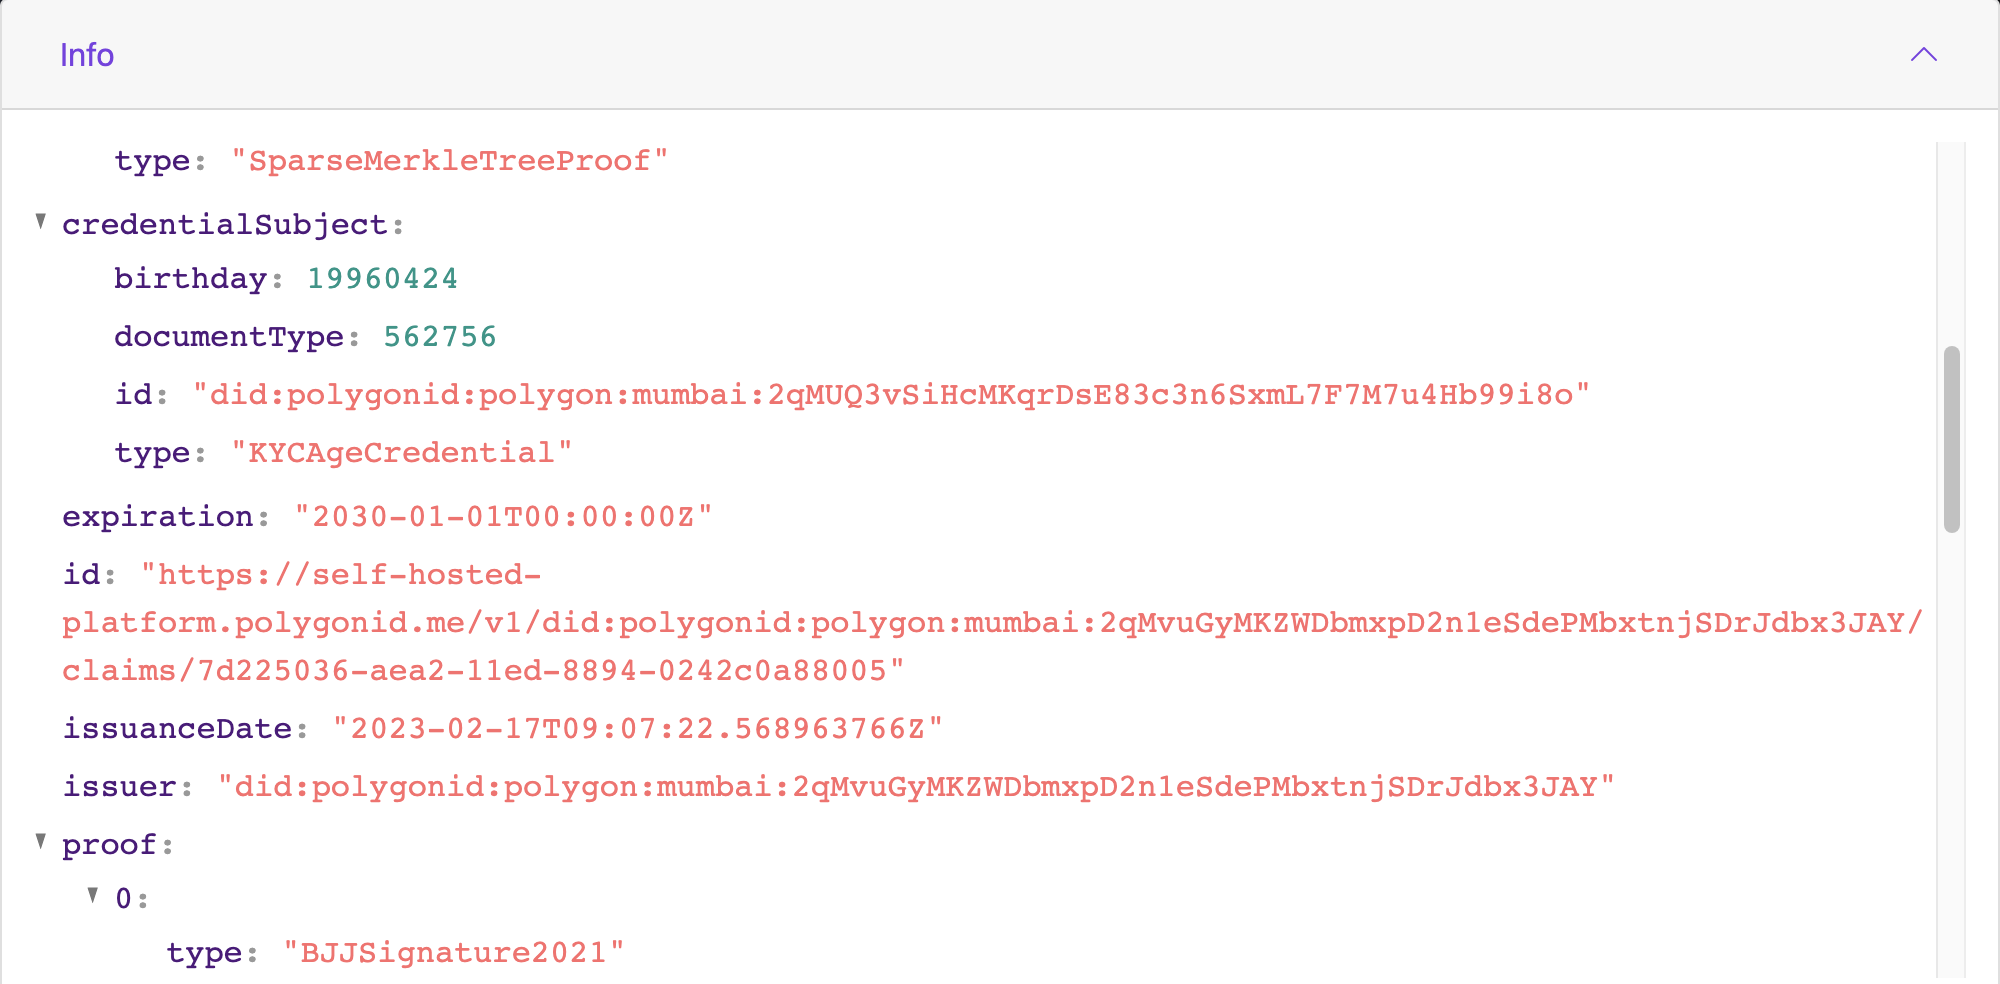 Info
type: "SparseMerkleTreeProof"
credentialSubject:
birthday: 19960424
documentType: 562756
id: "did:polygonid:polygon:mumbai:2qMUQ3vSiHcMKqrDsE83c3n6SxmL7F7M7u4Hb99i8o"
type: "KYCAgeCredential"
expiration: "2030-01-01T00:00:00Z"
id: "https://self-hosted-
platform.polygonid.me/v1/did:polygonid:polygon:mumbai:2qMvuGyMKZWDbmxpD2n1eSdePMbxtnjSDrJdbx3JAY/
claims/7d225036-aea2-11ed-8894-0242c0a88005"
issuanceDate: "2023-02-17T09:07:22.568963766Z"
issuer: "did:polygonid:polygon:mumbai:2qMvuGyMKZWDbmxpD2n1eSdePMbxtnjSDrJdbx3JAY"
proof:
0:
type: "BJJSignature2021"